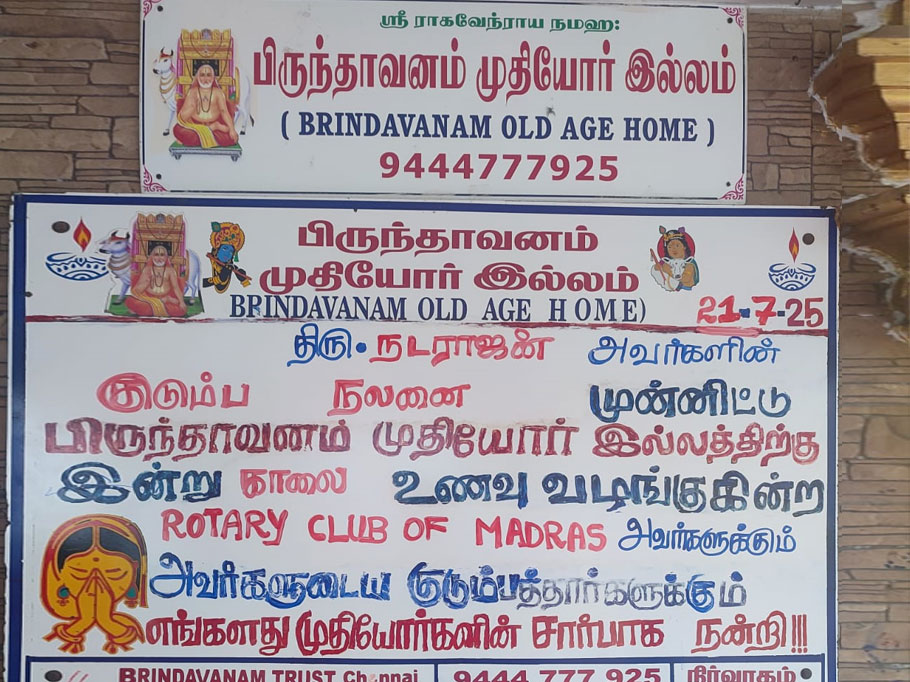 ஸ்ரீ ராகவேந்ராய நமஹ:
பிருந்தாவனம் முதியோர் இல்லம்
( BRINDAVANAM OLD AGE HOME )
9444777925
பிருந்தாவனம்
முதியோர் இல்லம்
BRINDAVANAM OLD AGE HOME)
21-7-25
திரு. நடராஜன் அவர்களின்
குடும்ப நலனை முன்னிட்டு
பிருந்தாவனம் முதியோர் இல்லத்திற்கு
இன்று காலை உணவு வழங்குகின்ற
ROTARY CLUB OF MADRAS அவர்களுக்கும்
அவர்களுடைய குடும்பத்தார்களுக்கும்
எங்களது முதியோர்களின் சார்பாக நன்றி!!!
BRINDAVANAM TRUST Chennai 9444 777 925 நிர்வாகம்